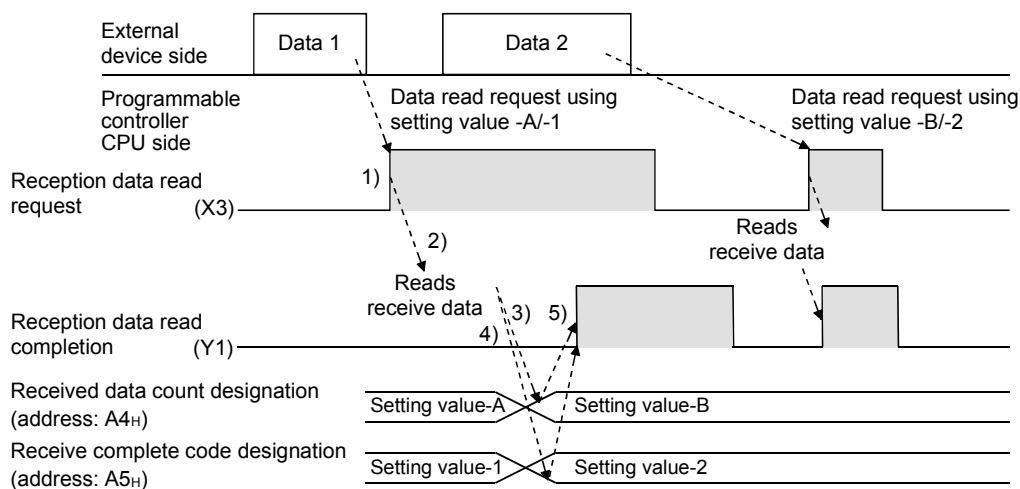 External
device side
Data 1
Data 2
Programmable
controller
CPU side
Data read request using
setting value -A/-1
Data read request using
setting value -B/-2
Reception data read
request
(X3)
1)
2)
Reads
receive data
Reads
receive data
3)
4)
5)
Reception data read
completion
(Y1)
Received data count designation
(address: A4H)
Setting value-A
Setting value-B
Receive complete code designation
(address: A5H)
Setting value-1
Setting value-2